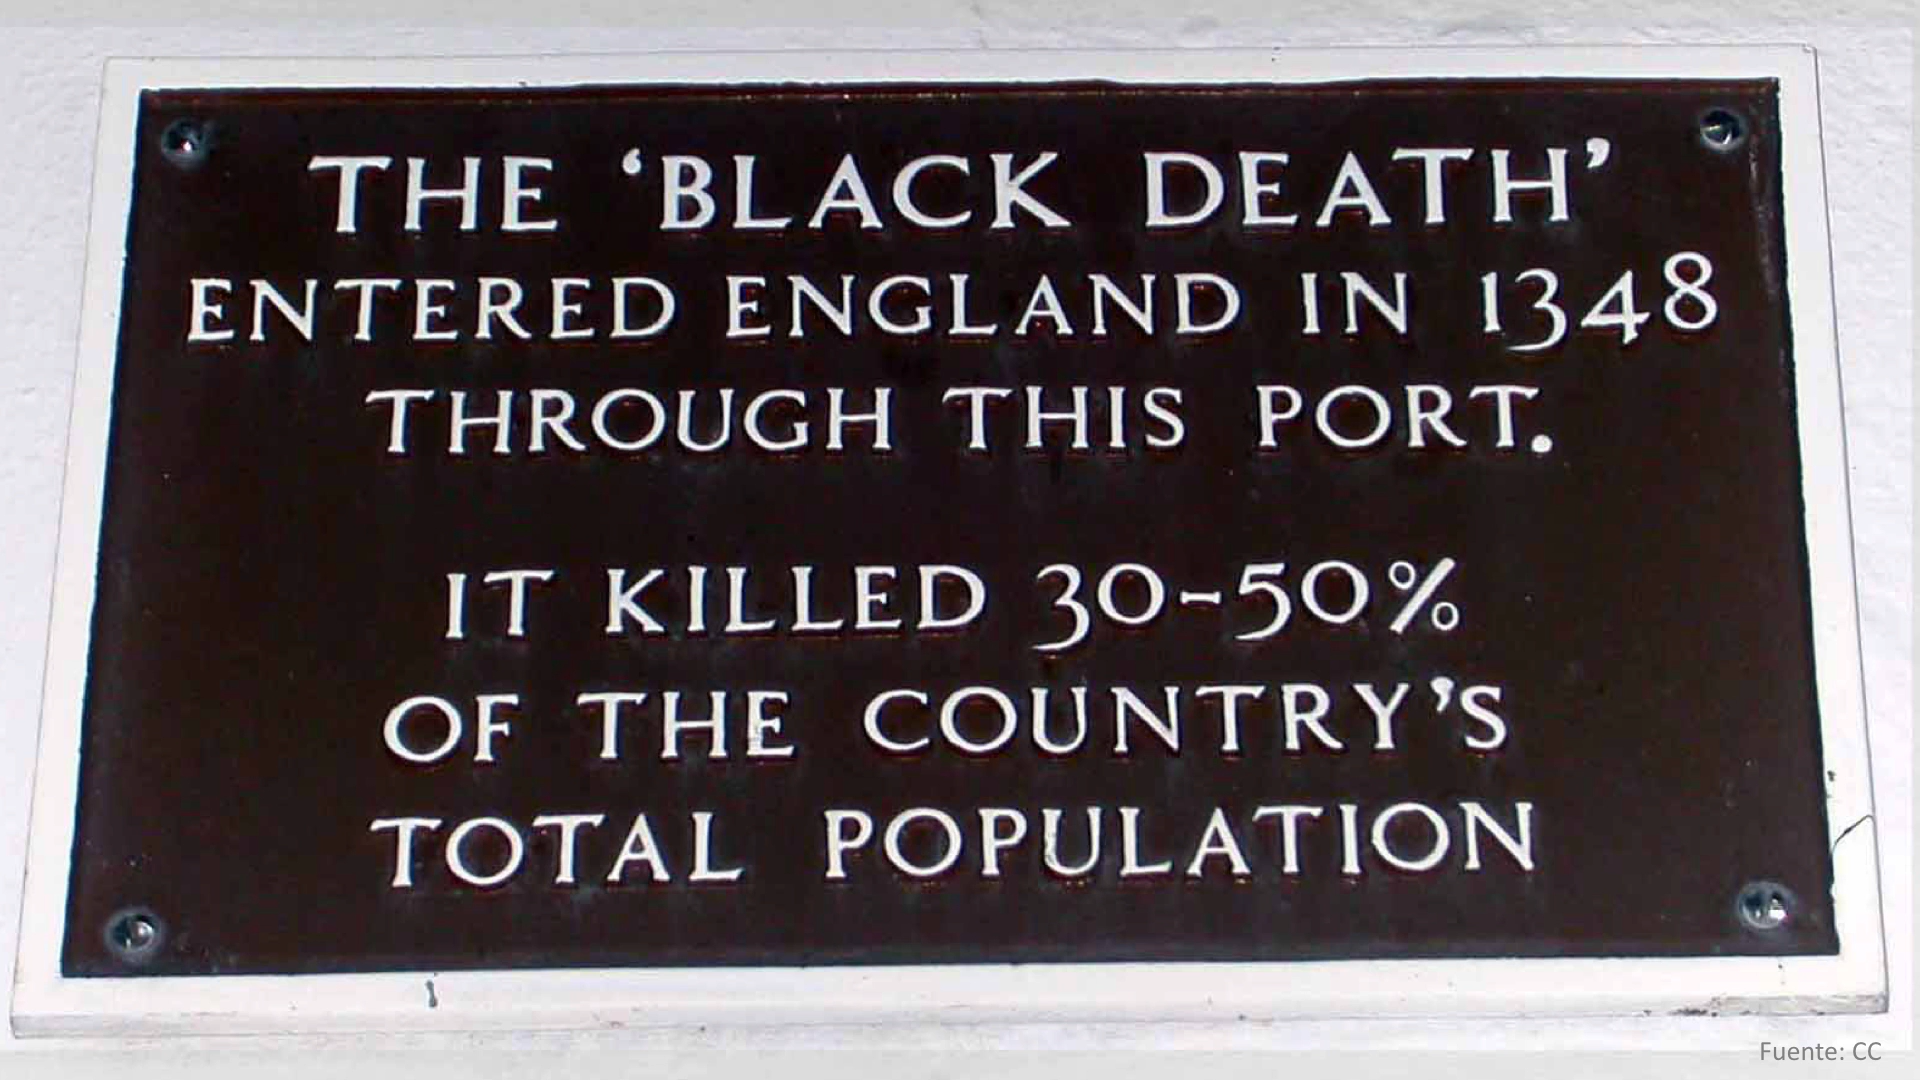 THE ‘BLACK DEATH’
ENTERED ENGLAND IN 1348
THROUGH THIS PORT.
IT KILLED 30-50%
OF THE COUNTRY’S
TOTAL POPULATION
Fuente: CC